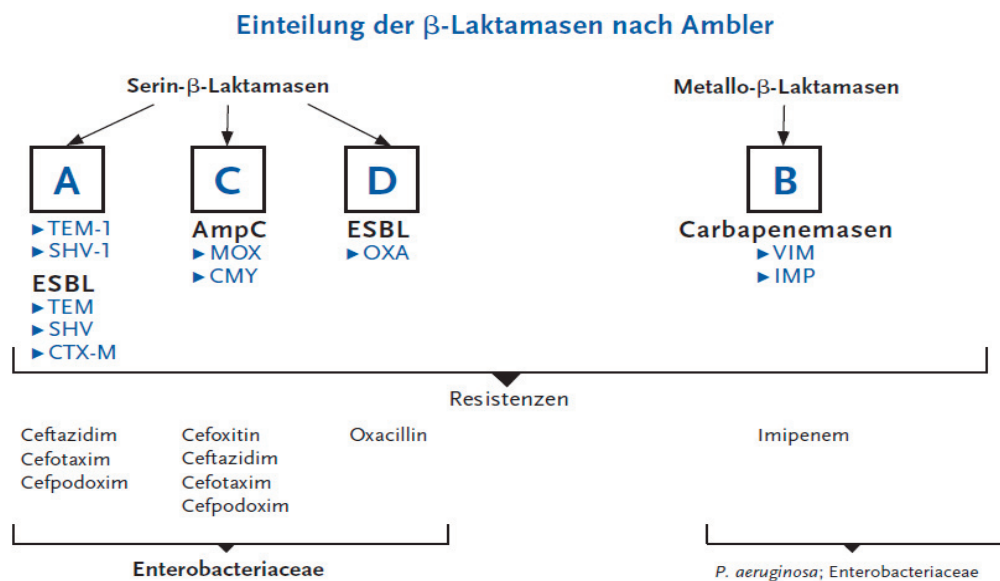 Einteilung der β-Laktamasen nach Ambler
Serin-β-Laktamasen
Metallo-β-Laktamasen
A
►TEM-1
►SHV-1
ESBL
►TEM
►SHV
►CTX-M
C
AmpC
►MOX
►CMY
D
ESBL
►OXA
B
Carbapenemasen
►VIM
►IMP
Resistenzen
Ceftazidim
Cefotaxim
Cefpodoxim
Cefoxitin
Ceftazidim
Cefotaxim
Cefpodoxim
Oxacillin
Imipenem
Enterobacteriaceae
P. aeruginosa; Enterobacteriaceae